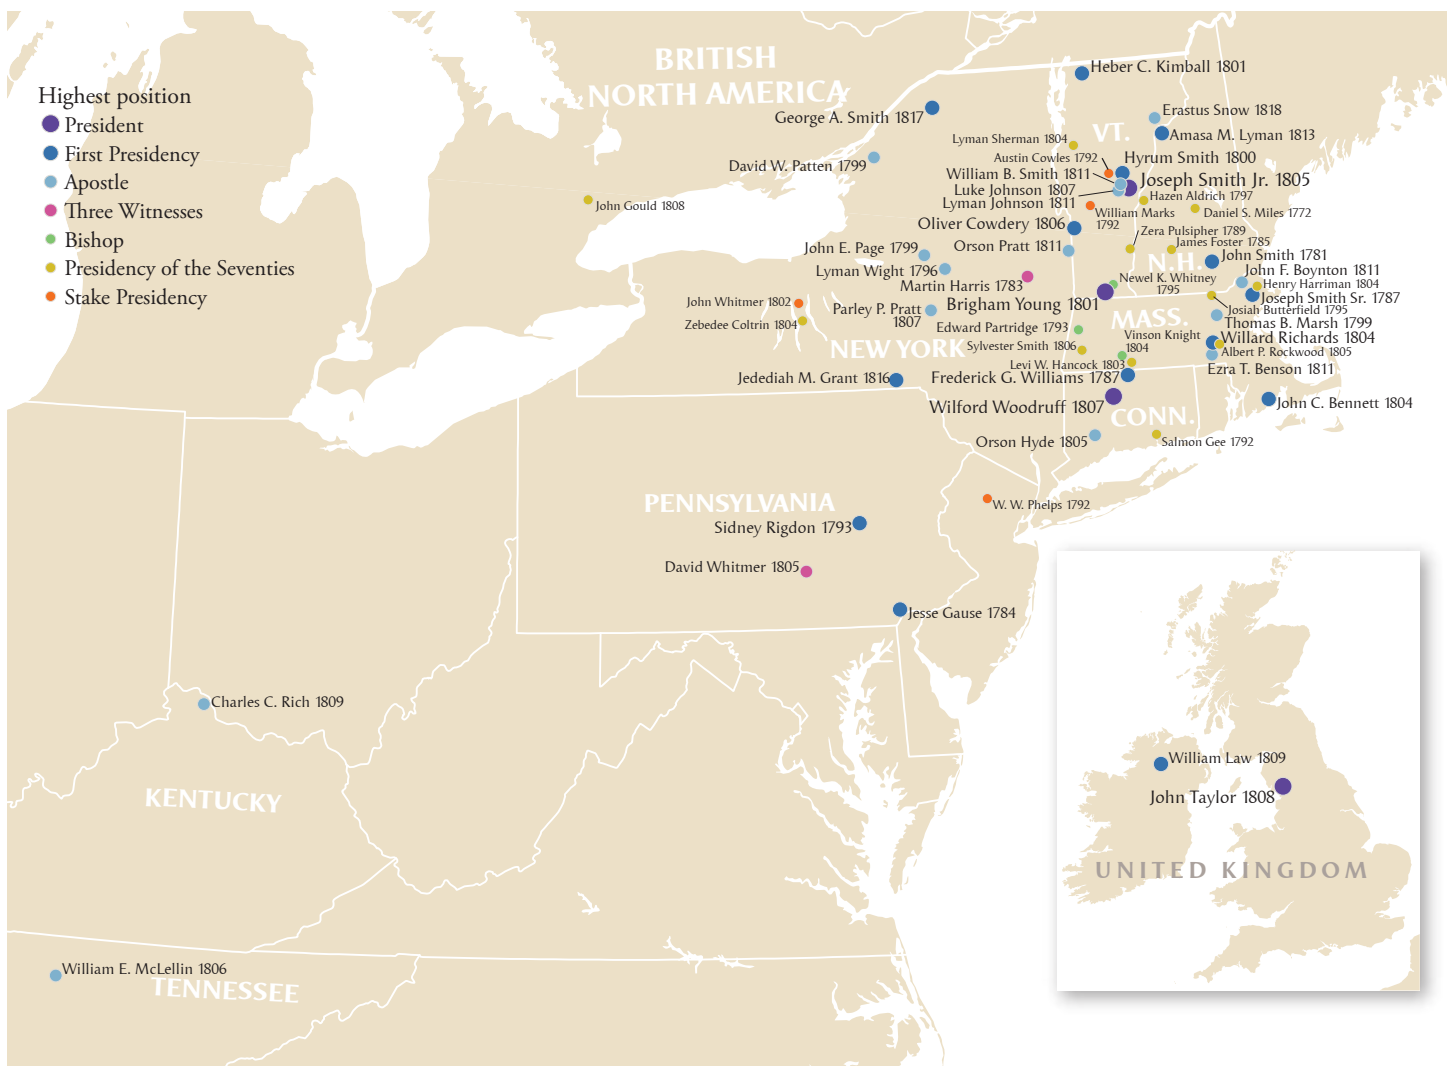 BRITISH
NORTH AMERICA
Highest position
President
First Presidency
Apostle
Three Witnesses
Bishop
Presidency of the Seventies
Stake Presidency
Heber C. Kimball 1801
George A. Smith 1817
Erastus Snow 1818
VT.
Amasa M. Lyman 1813
Lyman Sherman 1804
Austin Cowles 1792
Hyrum Smith 1800
David W. Patten 1799
William B. Smith 1811
Joseph Smith Jr. 1805
Luke Johnson 1807
Lyman Johnson 1811
Hazen Aldrich 1797
John Gould 1808
William Marks
1792
Daniel S. Miles 1772
Oliver Cowdery 1806
Zera Pulsipher 1789
James Foster 1785
John E. Page 1799
Orson Pratt 1811
John Smith 1781
N.H.
Lyman Wight 1796
John F. Boynton 1811
Martin Harris 1783
Newel K. Whitney
1795
Henry Harriman 1804
Joseph Smith Sr. 1787
John Whitmer 1802
Brigham Young 1801
Parley P. Pratt
1807
Josiah Butterfield 1795
Zebedee Coltrin 1804
MASS.
Thomas B. Marsh 1799
Edward Partridge 1793
Vinson Knight
1804
Willard Richards 1804
NEW YORK
Sylvester Smith 1806
Albert P. Rockwood 1805
Levi W. Hancock 1803
Ezra T. Benson 1811
Jedediah M. Grant 1816
Frederick G. Williams 1787
Wilford Woodruff 1807
CONN.
John C. Bennett 1804
Orson Hyde 1805
Salmon Gee 1792
PENNSYLVANIA
W. W. Phelps 1792
Sidney Rigdon 1793
David Whitmer 1805
Jesse Gause 1784
Charles C. Rich 1809
William Law 1809
John Taylor 1808
KENTUCKY
UNITED KINGDOM
William E. McLellin 1806
TENNESSEE